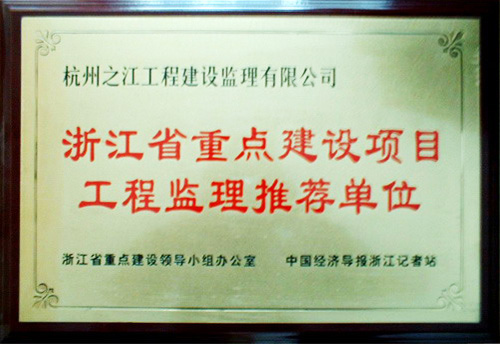 杭州之江工程建设监理有限公司
浙江省重点建设项目
工程监理推荐单位
浙江省重点建设领导小组办公室 中国经济导报浙江记者站